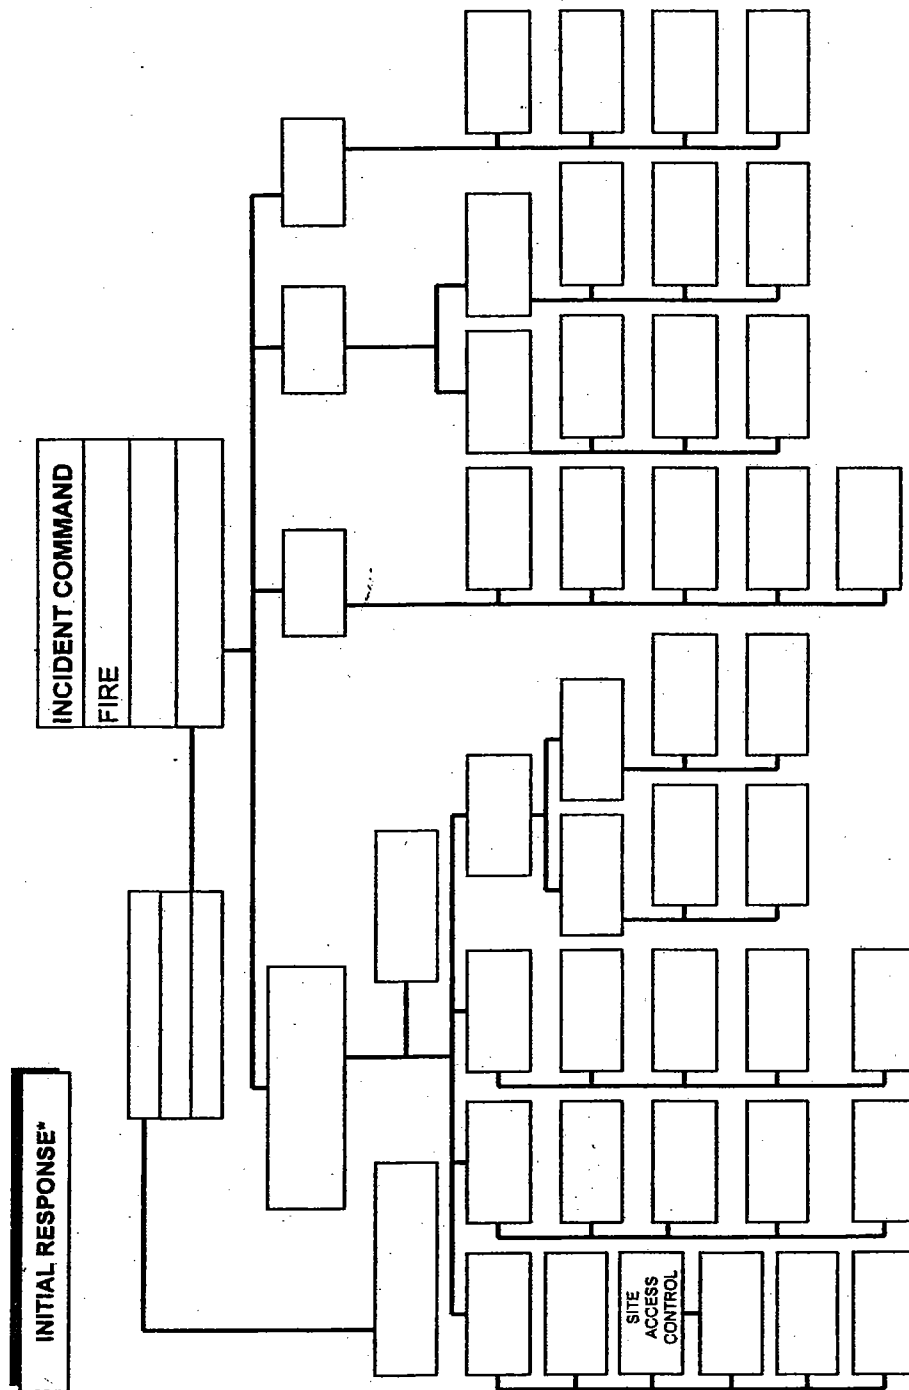 INITIAL RESPONSE*
INCIDENT COMMAND
FIRE
SITE
ACCESS
CONTROL